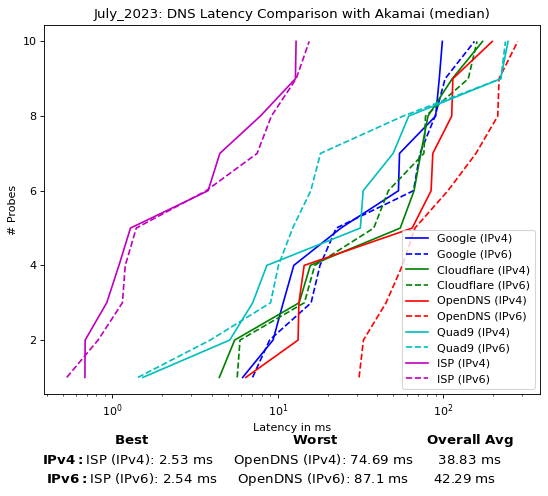 July_2023: DNS Latency Comparison with Akamai (median)
10
8
6
4
2
# Probes
Google (IPv4)
Google (IPv6)
Cloudflare (IPv4)
Cloudflare (IPv6)
OpenDNS (IPv4)
OpenDNS (IPv6)
Quad9 (IPv4)
Quad9 (IPv6)
ISP (IPv4)
ISP (IPv6)
10⁰ 10¹ 10²
Latency in ms
Best Worst Overall Avg
IPv4: ISP (IPv4): 2.53 ms OpenDNS (IPv4): 74.69 ms 38.83 ms
IPv6: ISP (IPv6): 2.54 ms OpenDNS (IPv6): 87.1 ms 42.29 ms